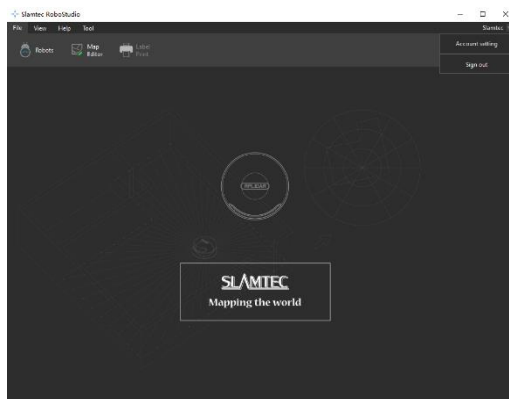 Slamtec RoboStudio
File View Help Tool Slamtec
Robots
Map
Editor
Label
Print
Account setting
Sign out
RPLIDAR
SLAMTEC
Mapping the world